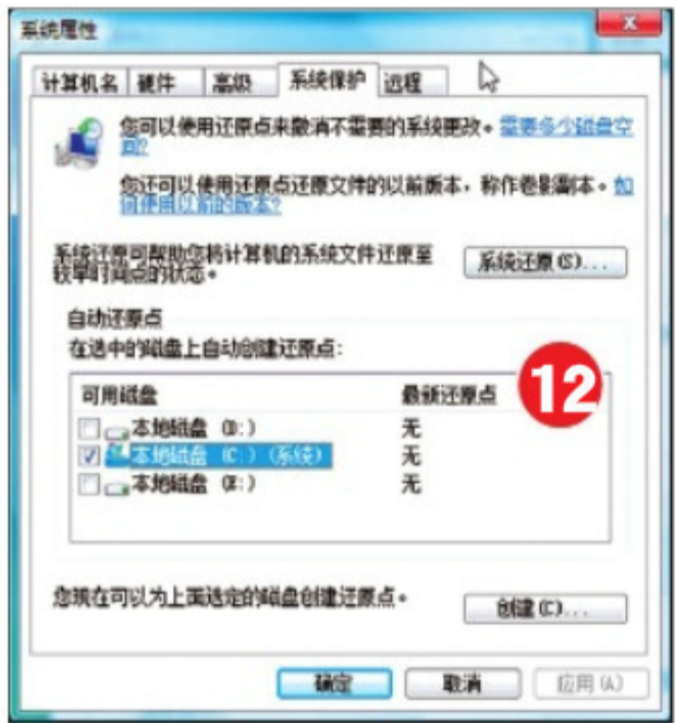 系统属性
计算机名 硬件 高级 系统保护 远程
您可以使用还原点来撤消不需要的系统更改。需要多少磁盘空
间?
您还可以使用还原点还原文件的以前版本，称作卷影副本。如
何使用以前的版本?
系统还原可帮助您将计算机的系统文件还原至
较早时间点的状态。
系统还原(S)...
自动还原点
在选中的磁盘上自动创建还原点:
可用磁盘 最新还原点
12
本地磁盘 (D:) 无
本地磁盘 (C:) (系统) 无
本地磁盘 (E:) 无
您现在可以为上面选定的磁盘创建还原点。
创建(C)...
确定 取消 应用(A)